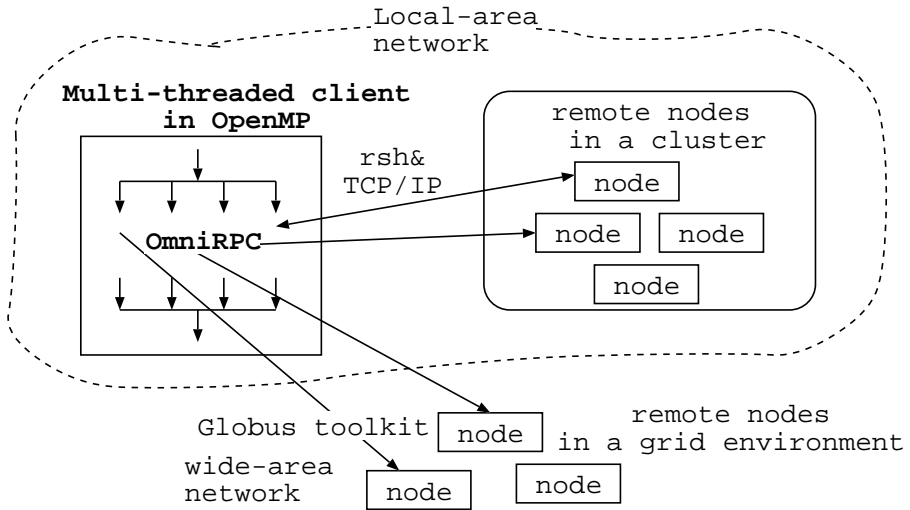 Local-area
network
Multi-threaded client
in OpenMP
remote nodes
in a cluster
rsh&
TCP/IP
node
OmniRPC
node
node
node
Globus toolkit
node
remote nodes
in a grid environment
wide-area
network
node
node